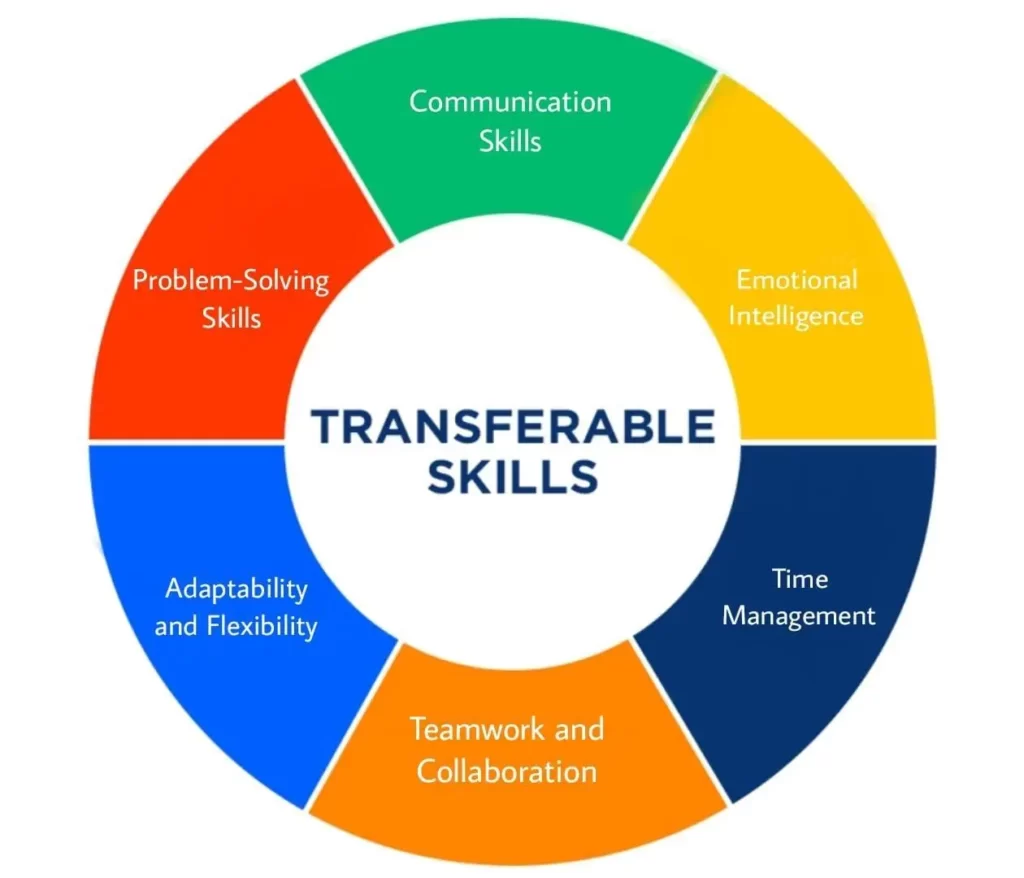 Communication
Skills
Emotional
Intelligence
Problem-Solving
Skills
TRANSFERABLE
SKILLS
Time
Management
Adaptability
and Flexibility
Teamwork and
Collaboration